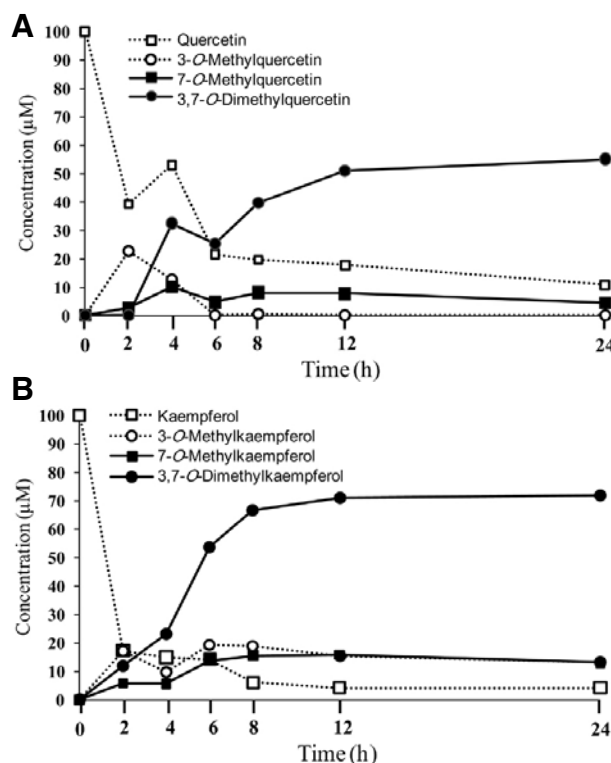 A
Concentration (µM)
100
90
80
70
60
50
40
30
20
10
0
Quercetin
3-O-Methylquercetin
7-O-Methylquercetin
3,7-O-Dimethylquercetin
0 2 4 6 8 12 24
Time (h)
B
Concentration (µM)
100
90
80
70
60
50
40
30
20
10
0
Kaempferol
3-O-Methylkaempferol
7-O-Methylkaempferol
3,7-O-Dimethylkaempferol
0 2 4 6 8 12 24
Time (h)